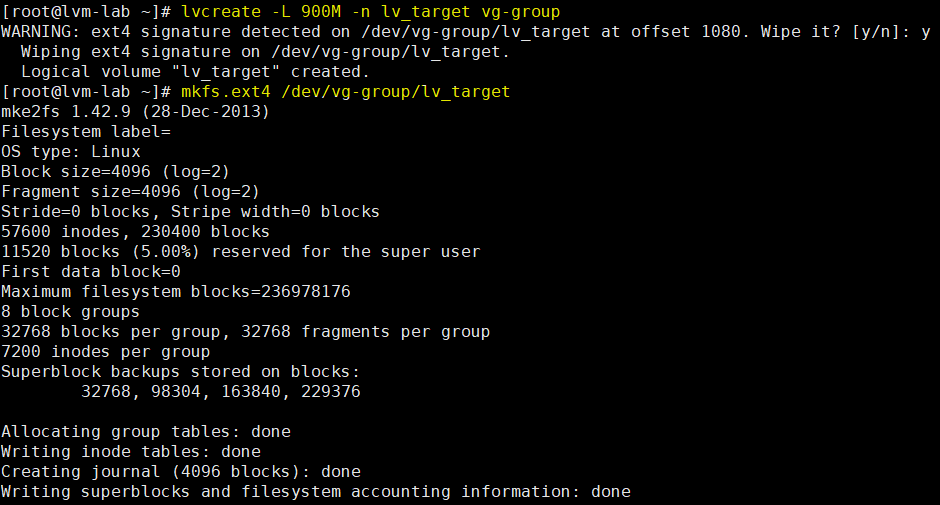 [root@lvm-lab ~]# lvcreate -L 900M -n lv_target vg-group
WARNING: ext4 signature detected on /dev/vg-group/lv_target at offset 1080. Wipe it? [y/n]: y
  Wiping ext4 signature on /dev/vg-group/lv_target.
  Logical volume "lv_target" created.
[root@lvm-lab ~]# mkfs.ext4 /dev/vg-group/lv_target
mke2fs 1.42.9 (28-Dec-2013)
Filesystem label=
OS type: Linux
Block size=4096 (log=2)
Fragment size=4096 (log=2)
Stride=0 blocks, Stripe width=0 blocks
57600 inodes, 230400 blocks
11520 blocks (5.00%) reserved for the super user
First data block=0
Maximum filesystem blocks=236978176
8 block groups
32768 blocks per group, 32768 fragments per group
7200 inodes per group
Superblock backups stored on blocks:
        32768, 98304, 163840, 229376

Allocating group tables: done
Writing inode tables: done
Creating journal (4096 blocks): done
Writing superblocks and filesystem accounting information: done